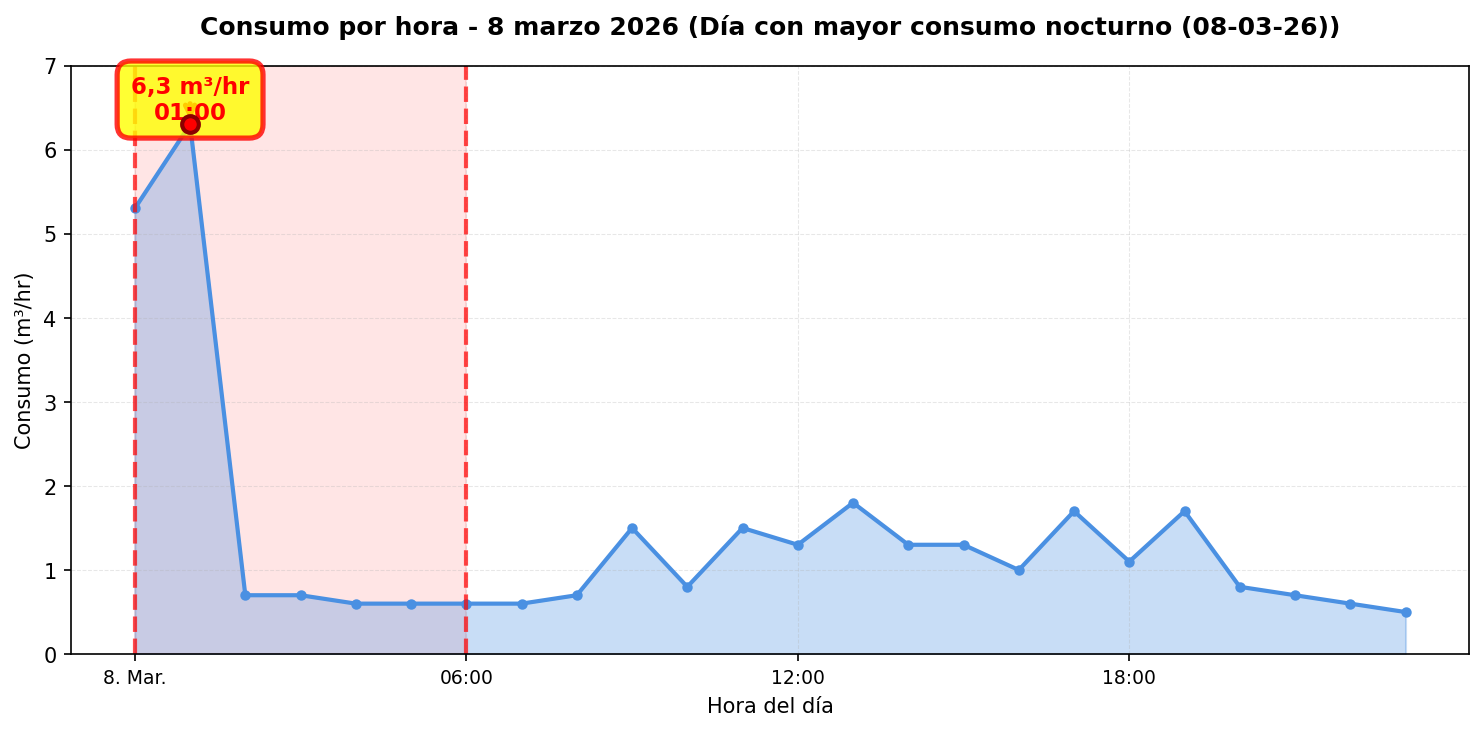 Consumo por hora - 8 marzo 2026 (Día con mayor consumo nocturno (08-03-26))
6,3 m³/hr
01:00
Consumo (m³/hr)
7
6
5
4
3
2
1
0
8. Mar.
06:00
12:00
18:00
Hora del día